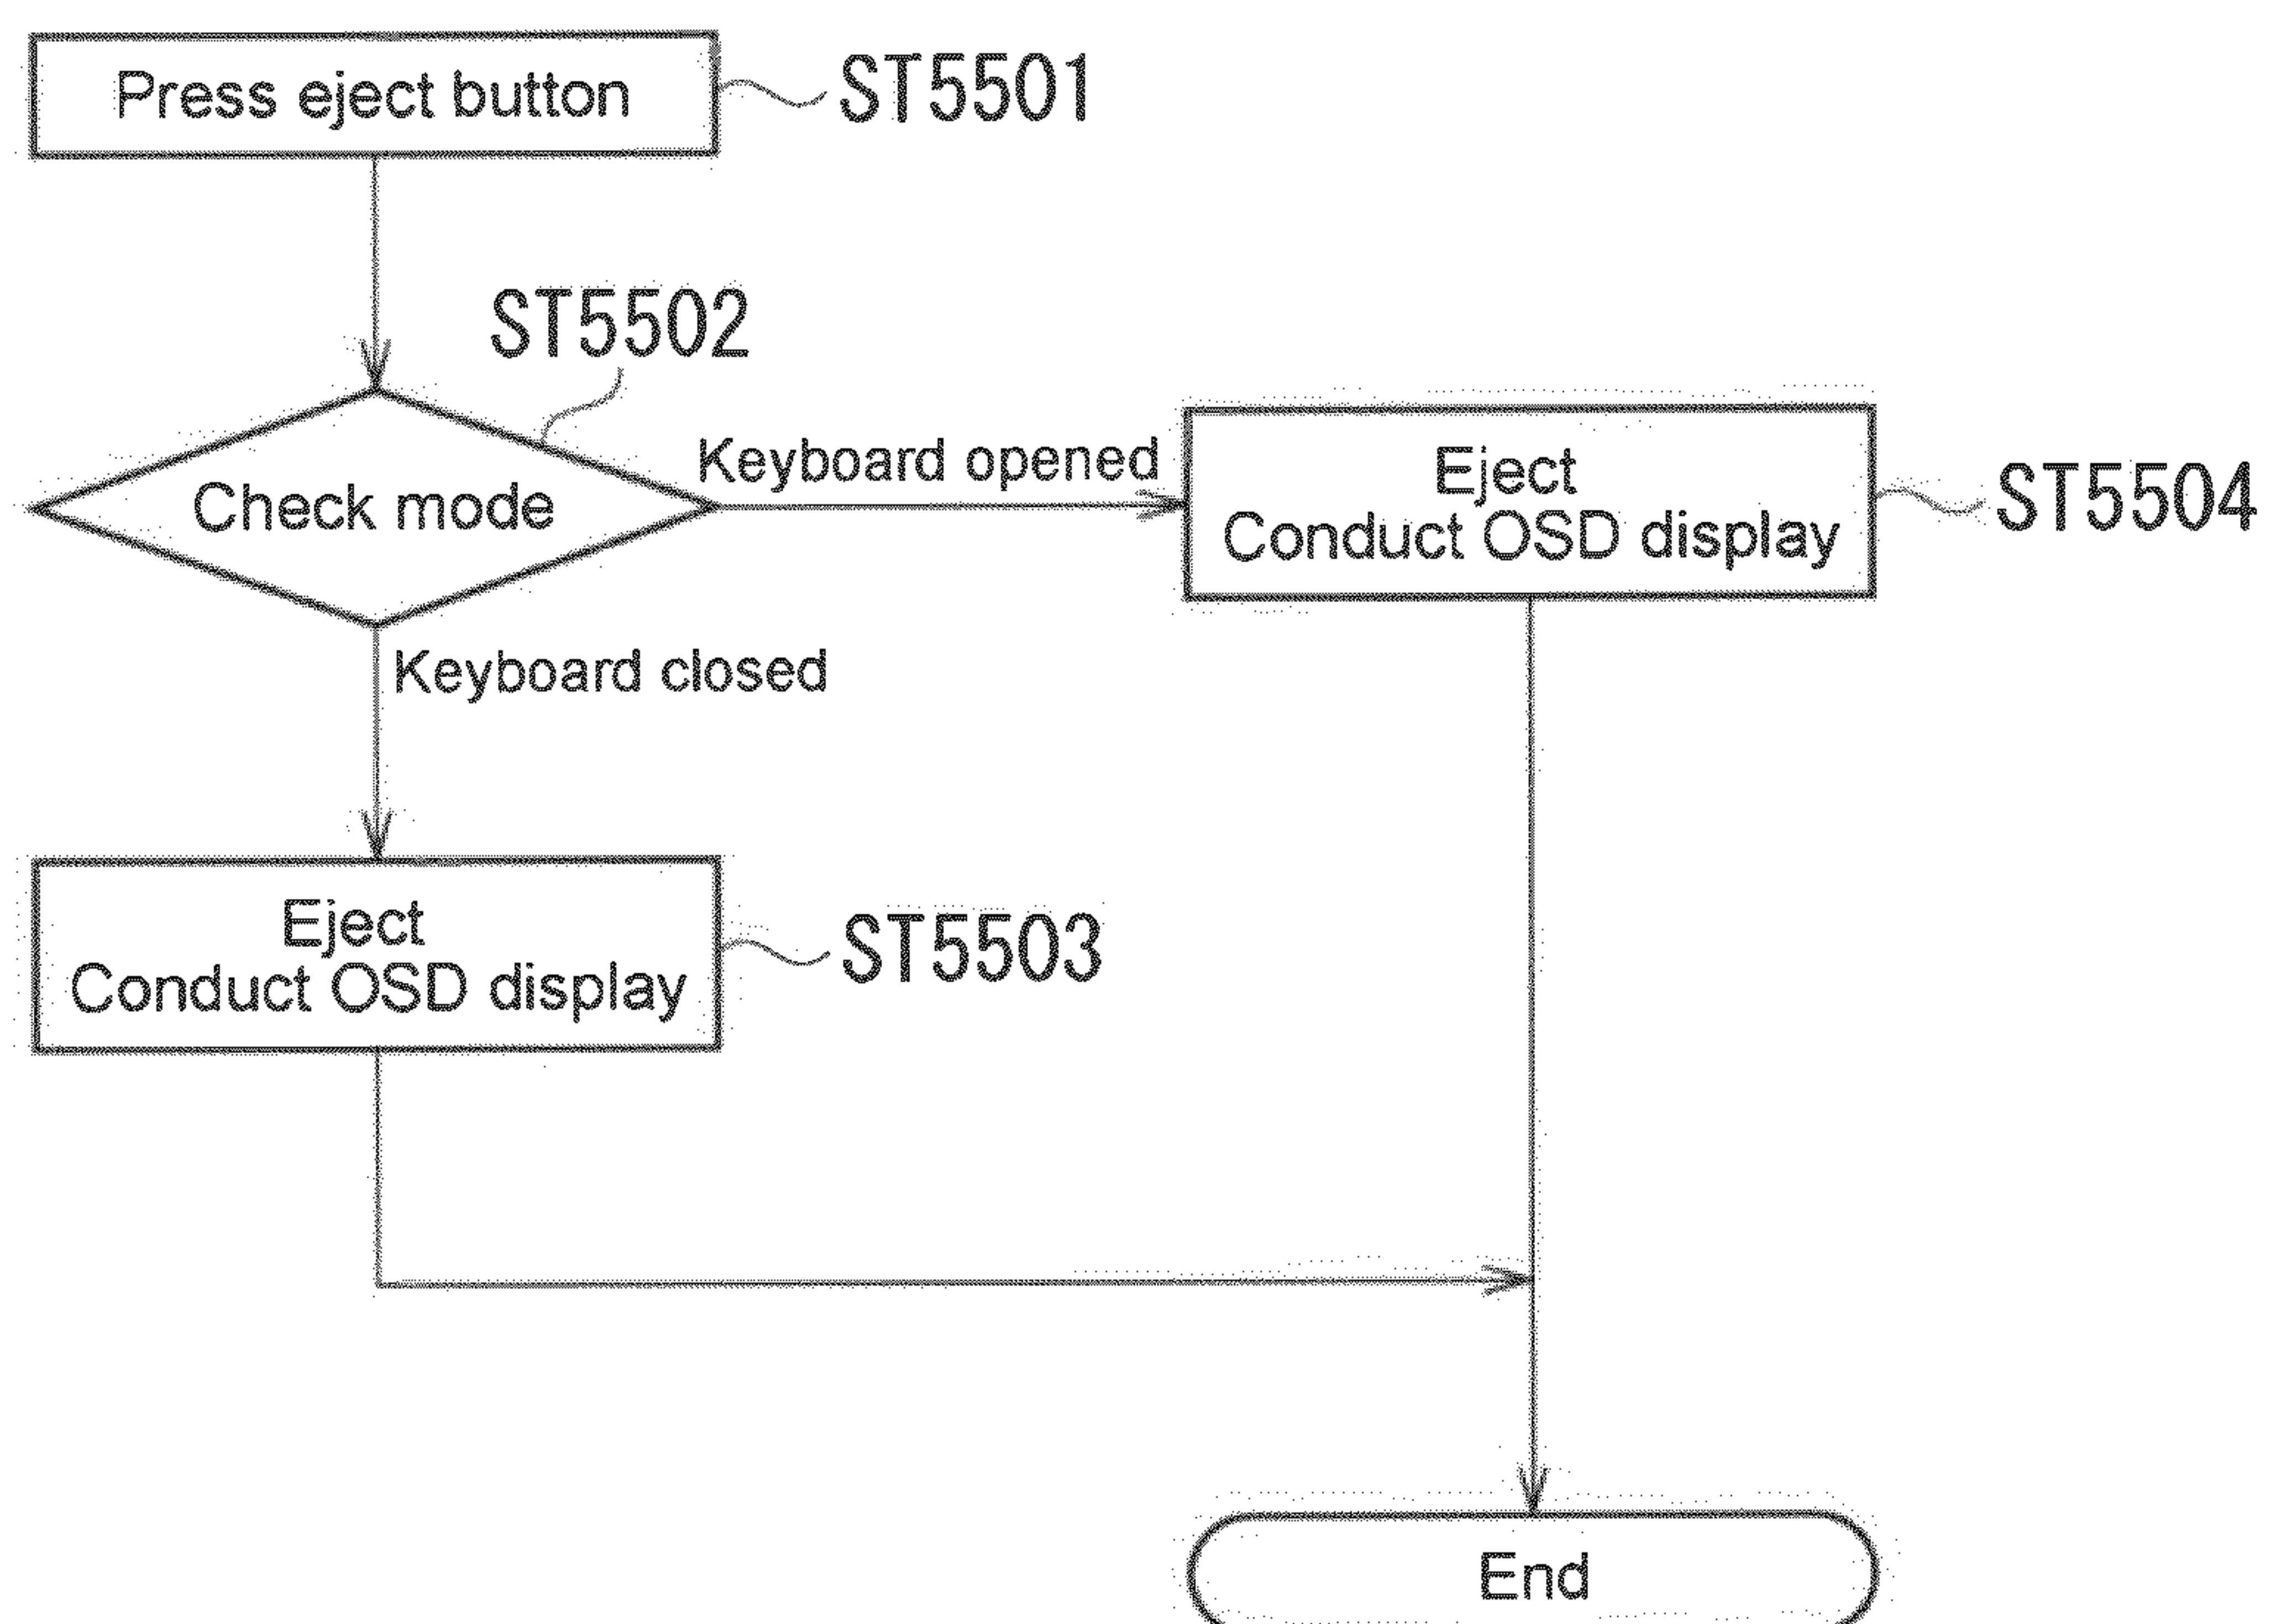 Press eject button
ST5501
ST5502
Check mode
Keyboard opened
Eject
Conduct OSD display
ST5504
Keyboard closed
Eject
Conduct OSD display
ST5503
End